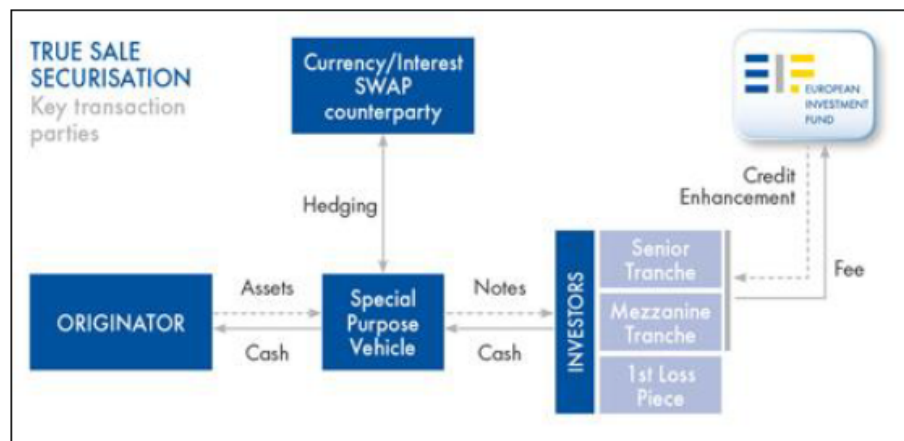 TRUE SALE
SECURISATION
Key transaction
parties
Currency/Interest
SWAP
counterparty
EUROPEAN
INVESTMENT
FUND
Credit
Enhancement
Hedging
Fee
ORIGINATOR
Assets
Cash
Special
Purpose
Vehicle
Notes
Cash
INVESTORS
Senior
Tranche
Mezzanine
Tranche
1st Loss
Piece